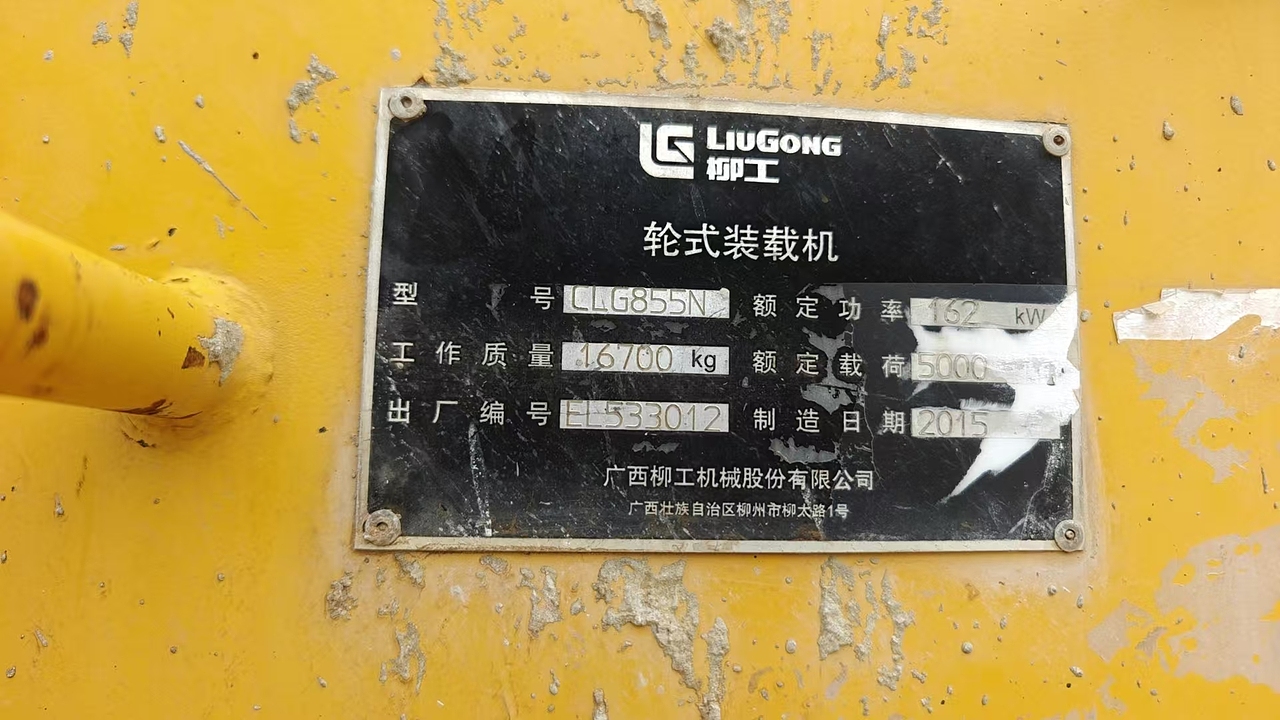 LIUGONG
柳工
轮式装载机
型号 CLG855N 额定功率 162 kW
工作质量 16700 kg 额定载荷 5000
出厂编号 EL533012 制造日期 2015
广西柳工机械股份有限公司
广西壮族自治区柳州市柳太路1号